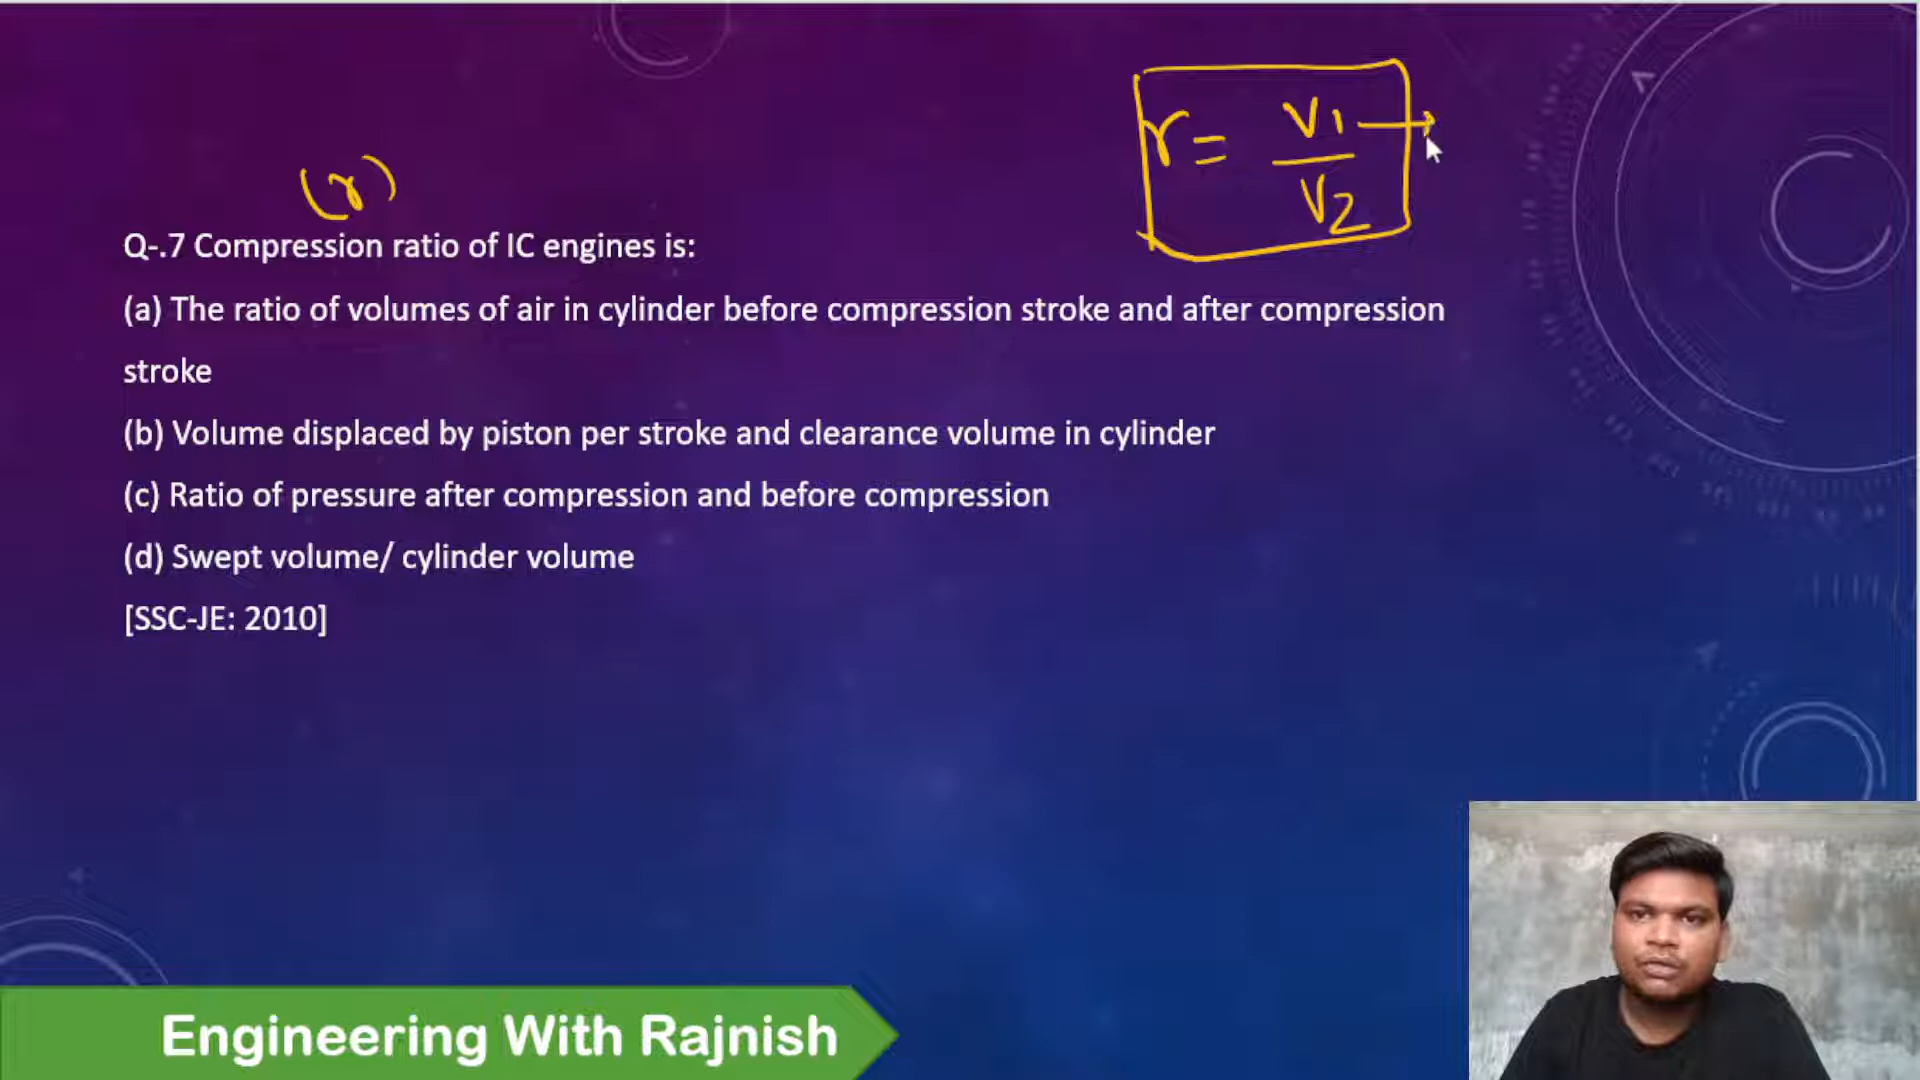 r = V1
V2
(r)
Q-.7 Compression ratio of IC engines is:
(a) The ratio of volumes of air in cylinder before compression stroke and after compression
stroke
(b) Volume displaced by piston per stroke and clearance volume in cylinder
(c) Ratio of pressure after compression and before compression
(d) Swept volume/ cylinder volume
[SSC-JE: 2010]
Engineering With Rajnish